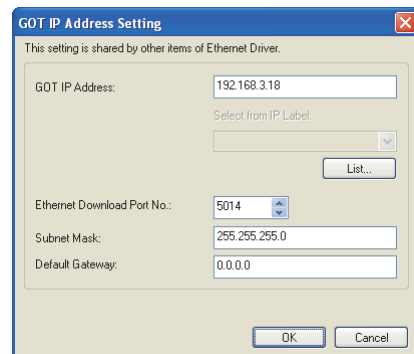 GOT IP Address Setting
This setting is shared by other items of Ethernet Driver.
GOT IP Address: 192.168.3.18
Select from IP Label:
List...
Ethernet Download Port No.: 5014
Subnet Mask: 255.255.255.0
Default Gateway: 0.0.0.0
OK Cancel